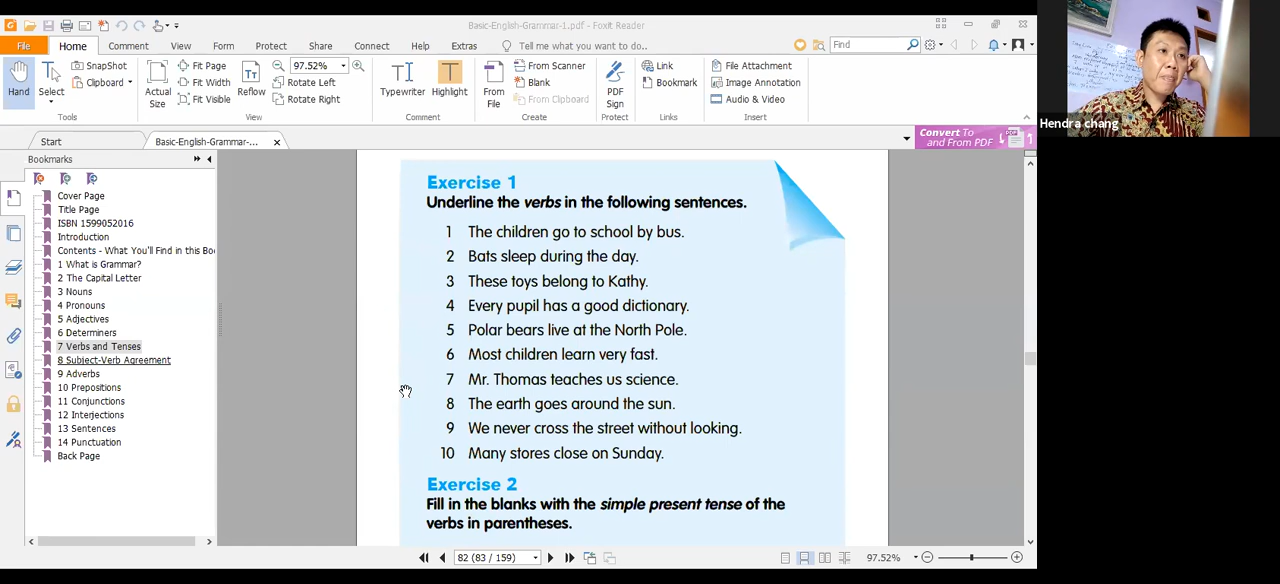 Basic-English-Grammar-1.pdf - Foxit Reader
File Home Comment View Form Protect Share Connect Help Extras Tell me what you want to do.. Find
Hand
Select
SnapShot
Clipboard
Tools
Actual Size
Fit Page
Fit Width
Fit Visible
Reflow
97.52%
Rotate Left
Rotate Right
View
Typewriter
Highlight
Comment
From File
From Scanner
Blank
From Clipboard
Create
PDF Sign
Protect
Link
Bookmark
Links
File Attachment
Image Annotation
Audio & Video
Insert
Hendra chang
Start
Basic-English-Grammar-...
Convert To
and From PDF
PDF
Bookmarks
Cover Page
Title Page
ISBN 1599052016
Introduction
Contents - What You'll Find in this Bo
1 What is Grammar?
2 The Capital Letter
3 Nouns
4 Pronouns
5 Adjectives
6 Determiners
7 Verbs and Tenses
8 Subject-Verb Agreement
9 Adverbs
10 Prepositions
11 Conjunctions
12 Interjections
13 Sentences
14 Punctuation
Back Page
Exercise 1
Underline the verbs in the following sentences.
1 The children go to school by bus.
2 Bats sleep during the day.
3 These toys belong to Kathy.
4 Every pupil has a good dictionary.
5 Polar bears live at the North Pole.
6 Most children learn very fast.
7 Mr. Thomas teaches us science.
8 The earth goes around the sun.
9 We never cross the street without looking.
10 Many stores close on Sunday.
Exercise 2
Fill in the blanks with the simple present tense of the
verbs in parentheses.
82 (83 / 159)
97.52%